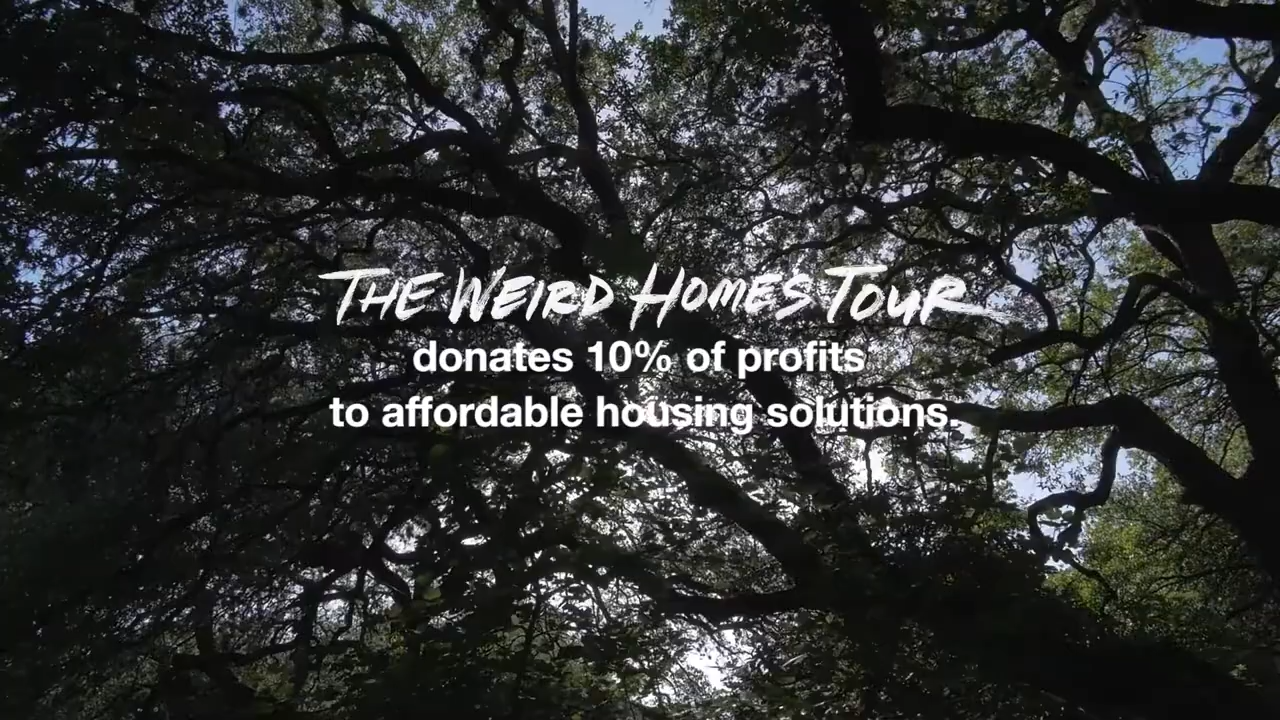 THE WEIRD HOMES TOUR
donates 10% of profits
to affordable housing solutions.